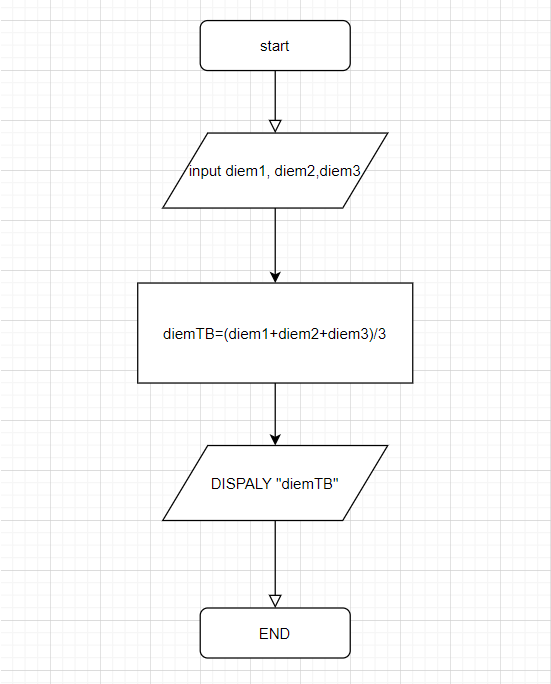 start
input diem1, diem2,diem3
diemTB=(diem1+diem2+diem3)/3
DISPALY "diemTB"
END